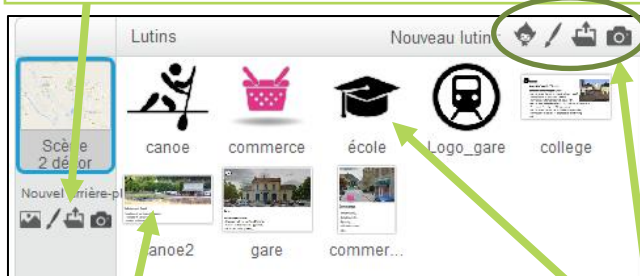 Lutins
Nouveau lutin :
Scène
2 décor
canoe
commerce
école
Logo_gare
college
Nouvel arrière-pl
canoe2
gare
commer...